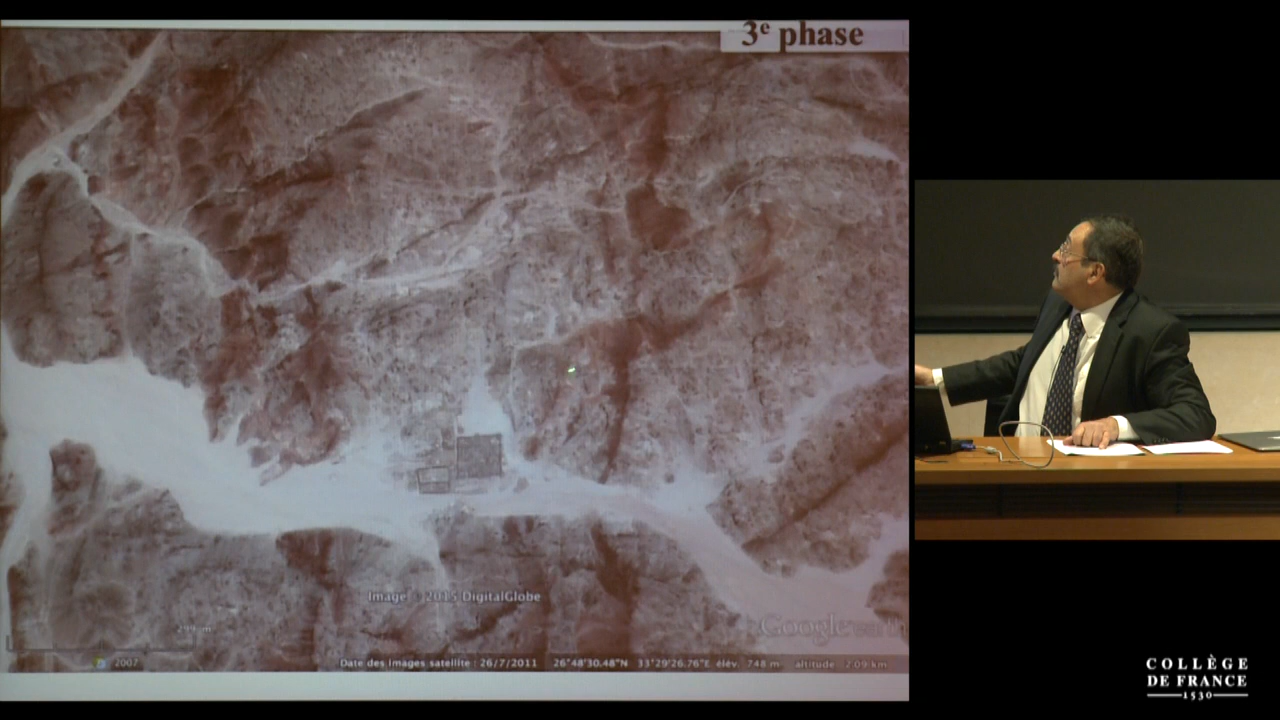 3e phase
Image © 2015 DigitalGlobe
Google earth
299 m
2007
Date des images satellite : 26/7/2011 26°48'30.48"N 33°29'26.76"E élév. 748 m altitude 2.09 km
COLLÈGE
DE FRANCE
1530